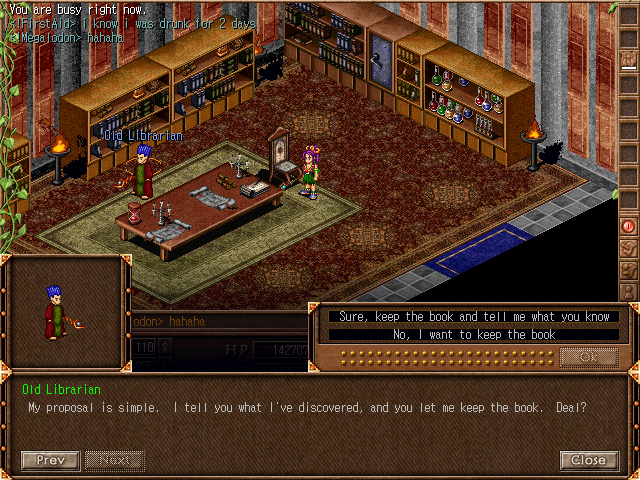 You are busy right now.
<!FirstAid> i know i was drunk for 2 days
Megalodon> hahaha
Old Librarian
odon> hahaha
110
HP 142707
Sure, keep the book and tell me what you know
No, I want to keep the book
Ok
Old Librarian
My proposal is simple. I tell you what I've discovered, and you let me keep the book. Deal?
Prev Next Close